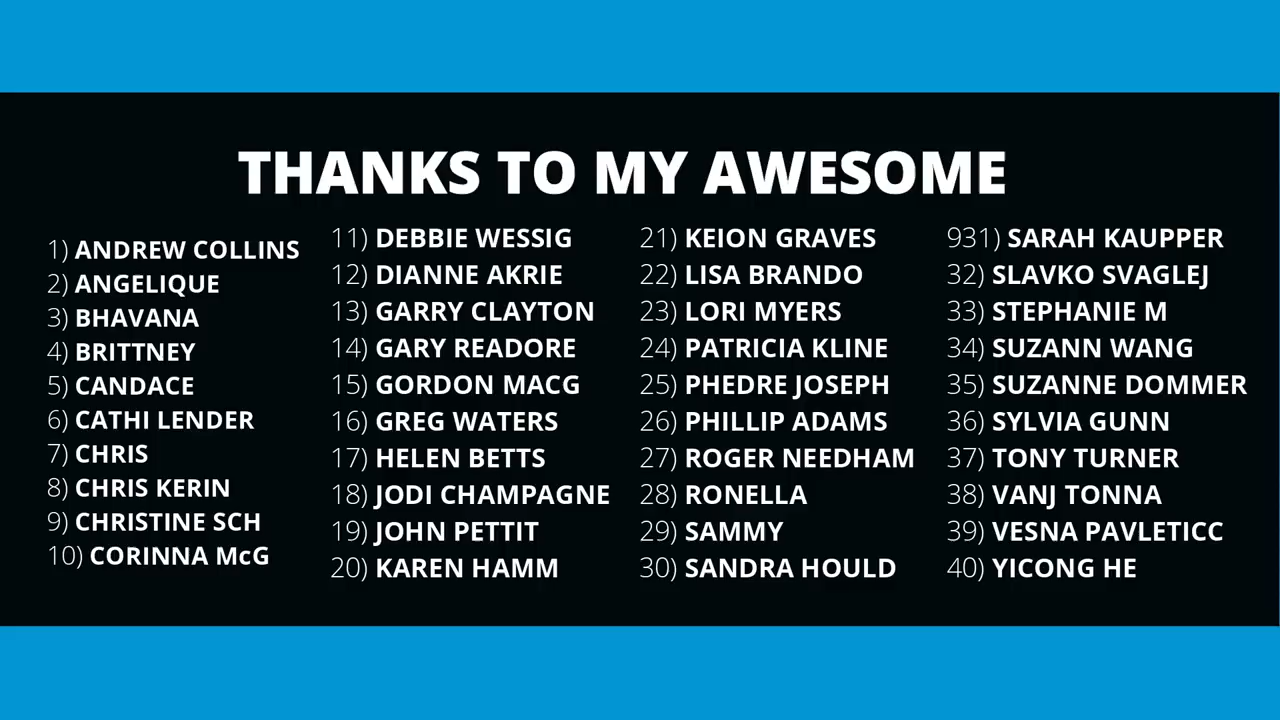 THANKS TO MY AWESOME
1) ANDREW COLLINS
2) ANGELIQUE
3) BHAVANA
4) BRITTNEY
5) CANDACE
6) CATHI LENDER
7) CHRIS
8) CHRIS KERIN
9) CHRISTINE SCH
10) CORINNA McG
11) DEBBIE WESSIG
12) DIANNE AKRIE
13) GARRY CLAYTON
14) GARY READORE
15) GORDON MACG
16) GREG WATERS
17) HELEN BETTS
18) JODI CHAMPAGNE
19) JOHN PETTIT
20) KAREN HAMM
21) KEION GRAVES
22) LISA BRANDO
23) LORI MYERS
24) PATRICIA KLINE
25) PHEDRE JOSEPH
26) PHILLIP ADAMS
27) ROGER NEEDHAM
28) RONELLA
29) SAMMY
30) SANDRA HOULD
931) SARAH KAUPPER
32) SLAVKO SVAGLEJ
33) STEPHANIE M
34) SUZANN WANG
35) SUZANNE DOMMER
36) SYLVIA GUNN
37) TONY TURNER
38) VANJ TONNA
39) VESNA PAVLETICC
40) YICONG HE